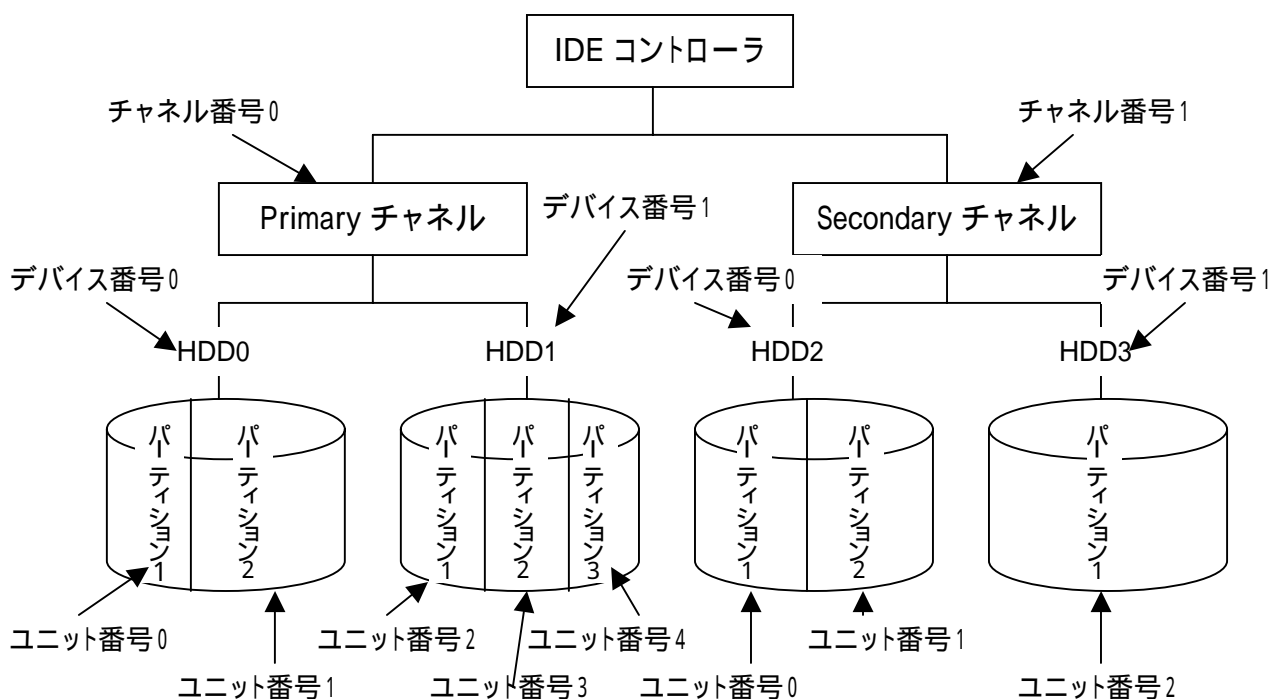 IDE コントローラ
チャネル番号0
チャネル番号1
Primary チャネル
デバイス番号1
Secondary チャネル
デバイス番号0
デバイス番号0
デバイス番号1
HDD0
HDD1
HDD2
HDD3
パーティション1
パーティション2
パーティション1
パーティション2
パーティション3
パーティション1
パーティション2
パーティション1
ユニット番号0
ユニット番号2
ユニット番号4
ユニット番号1
ユニット番号1
ユニット番号3
ユニット番号0
ユニット番号2